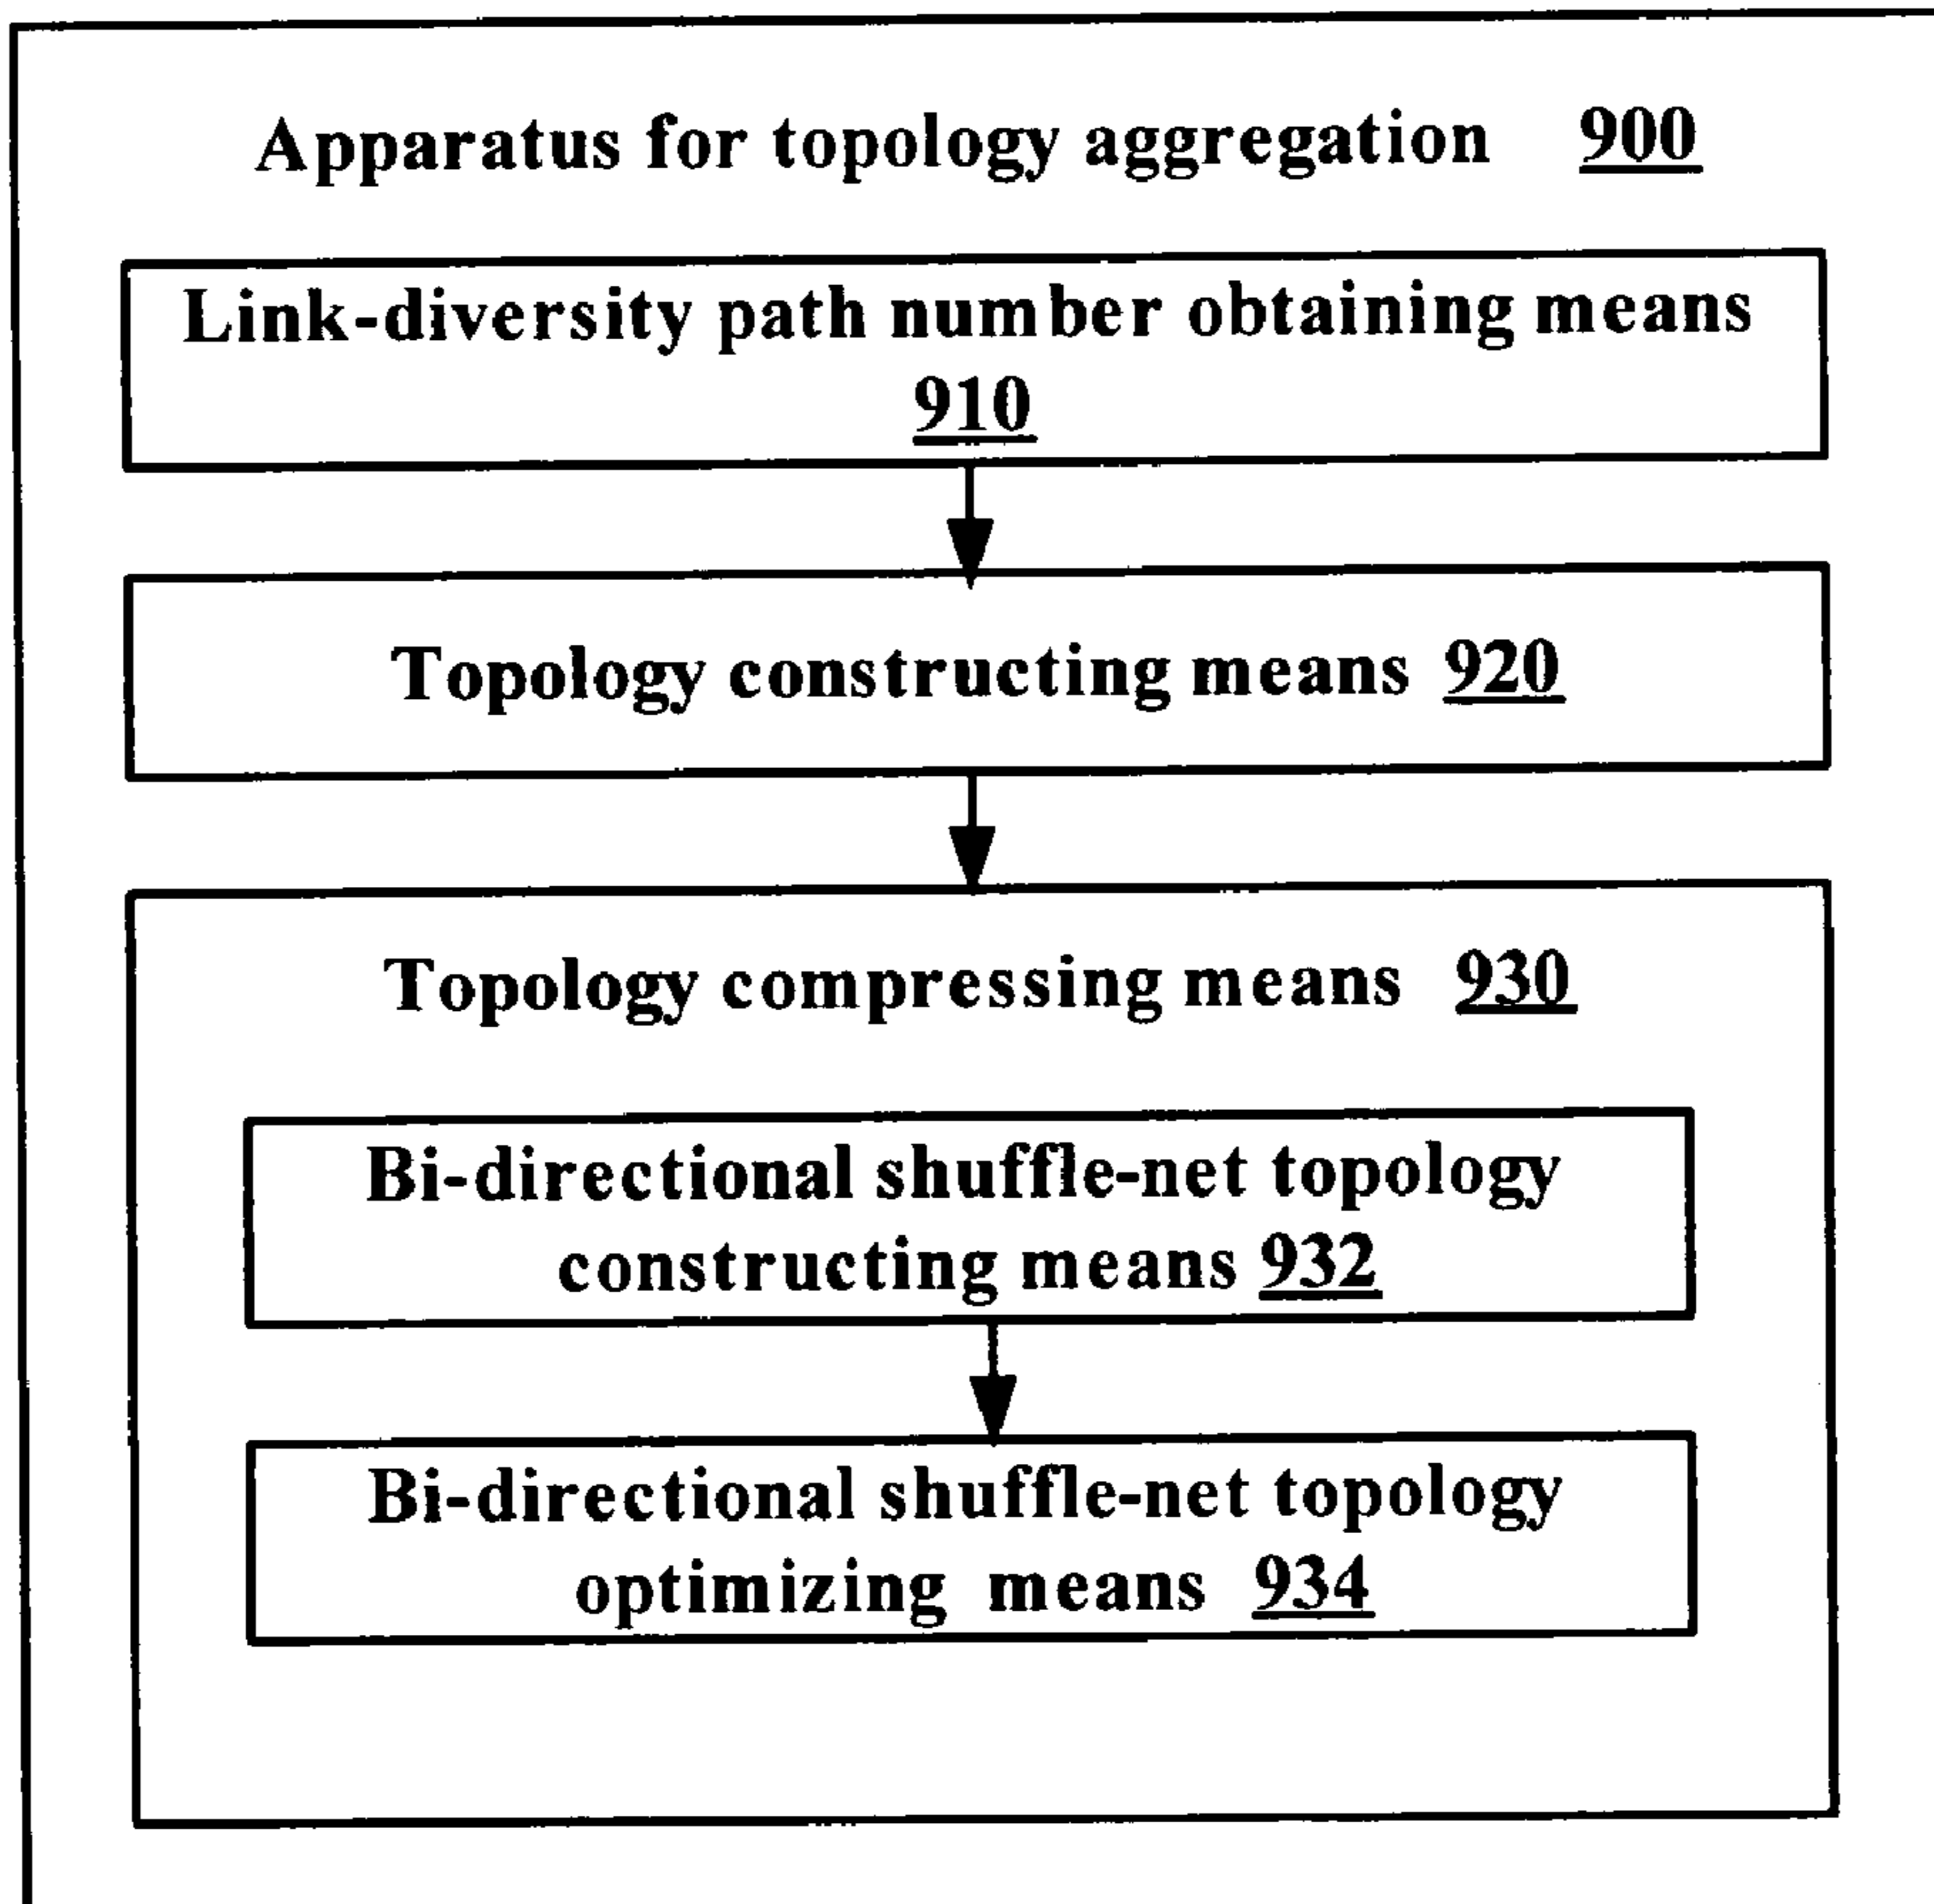 Apparatus for topology aggregation 900
Link-diversity path number obtaining means
910
Topology constructing means 920
Topology compressing means 930
Bi-directional shuffle-net topology
constructing means 932
Bi-directional shuffle-net topology
optimizing means 934